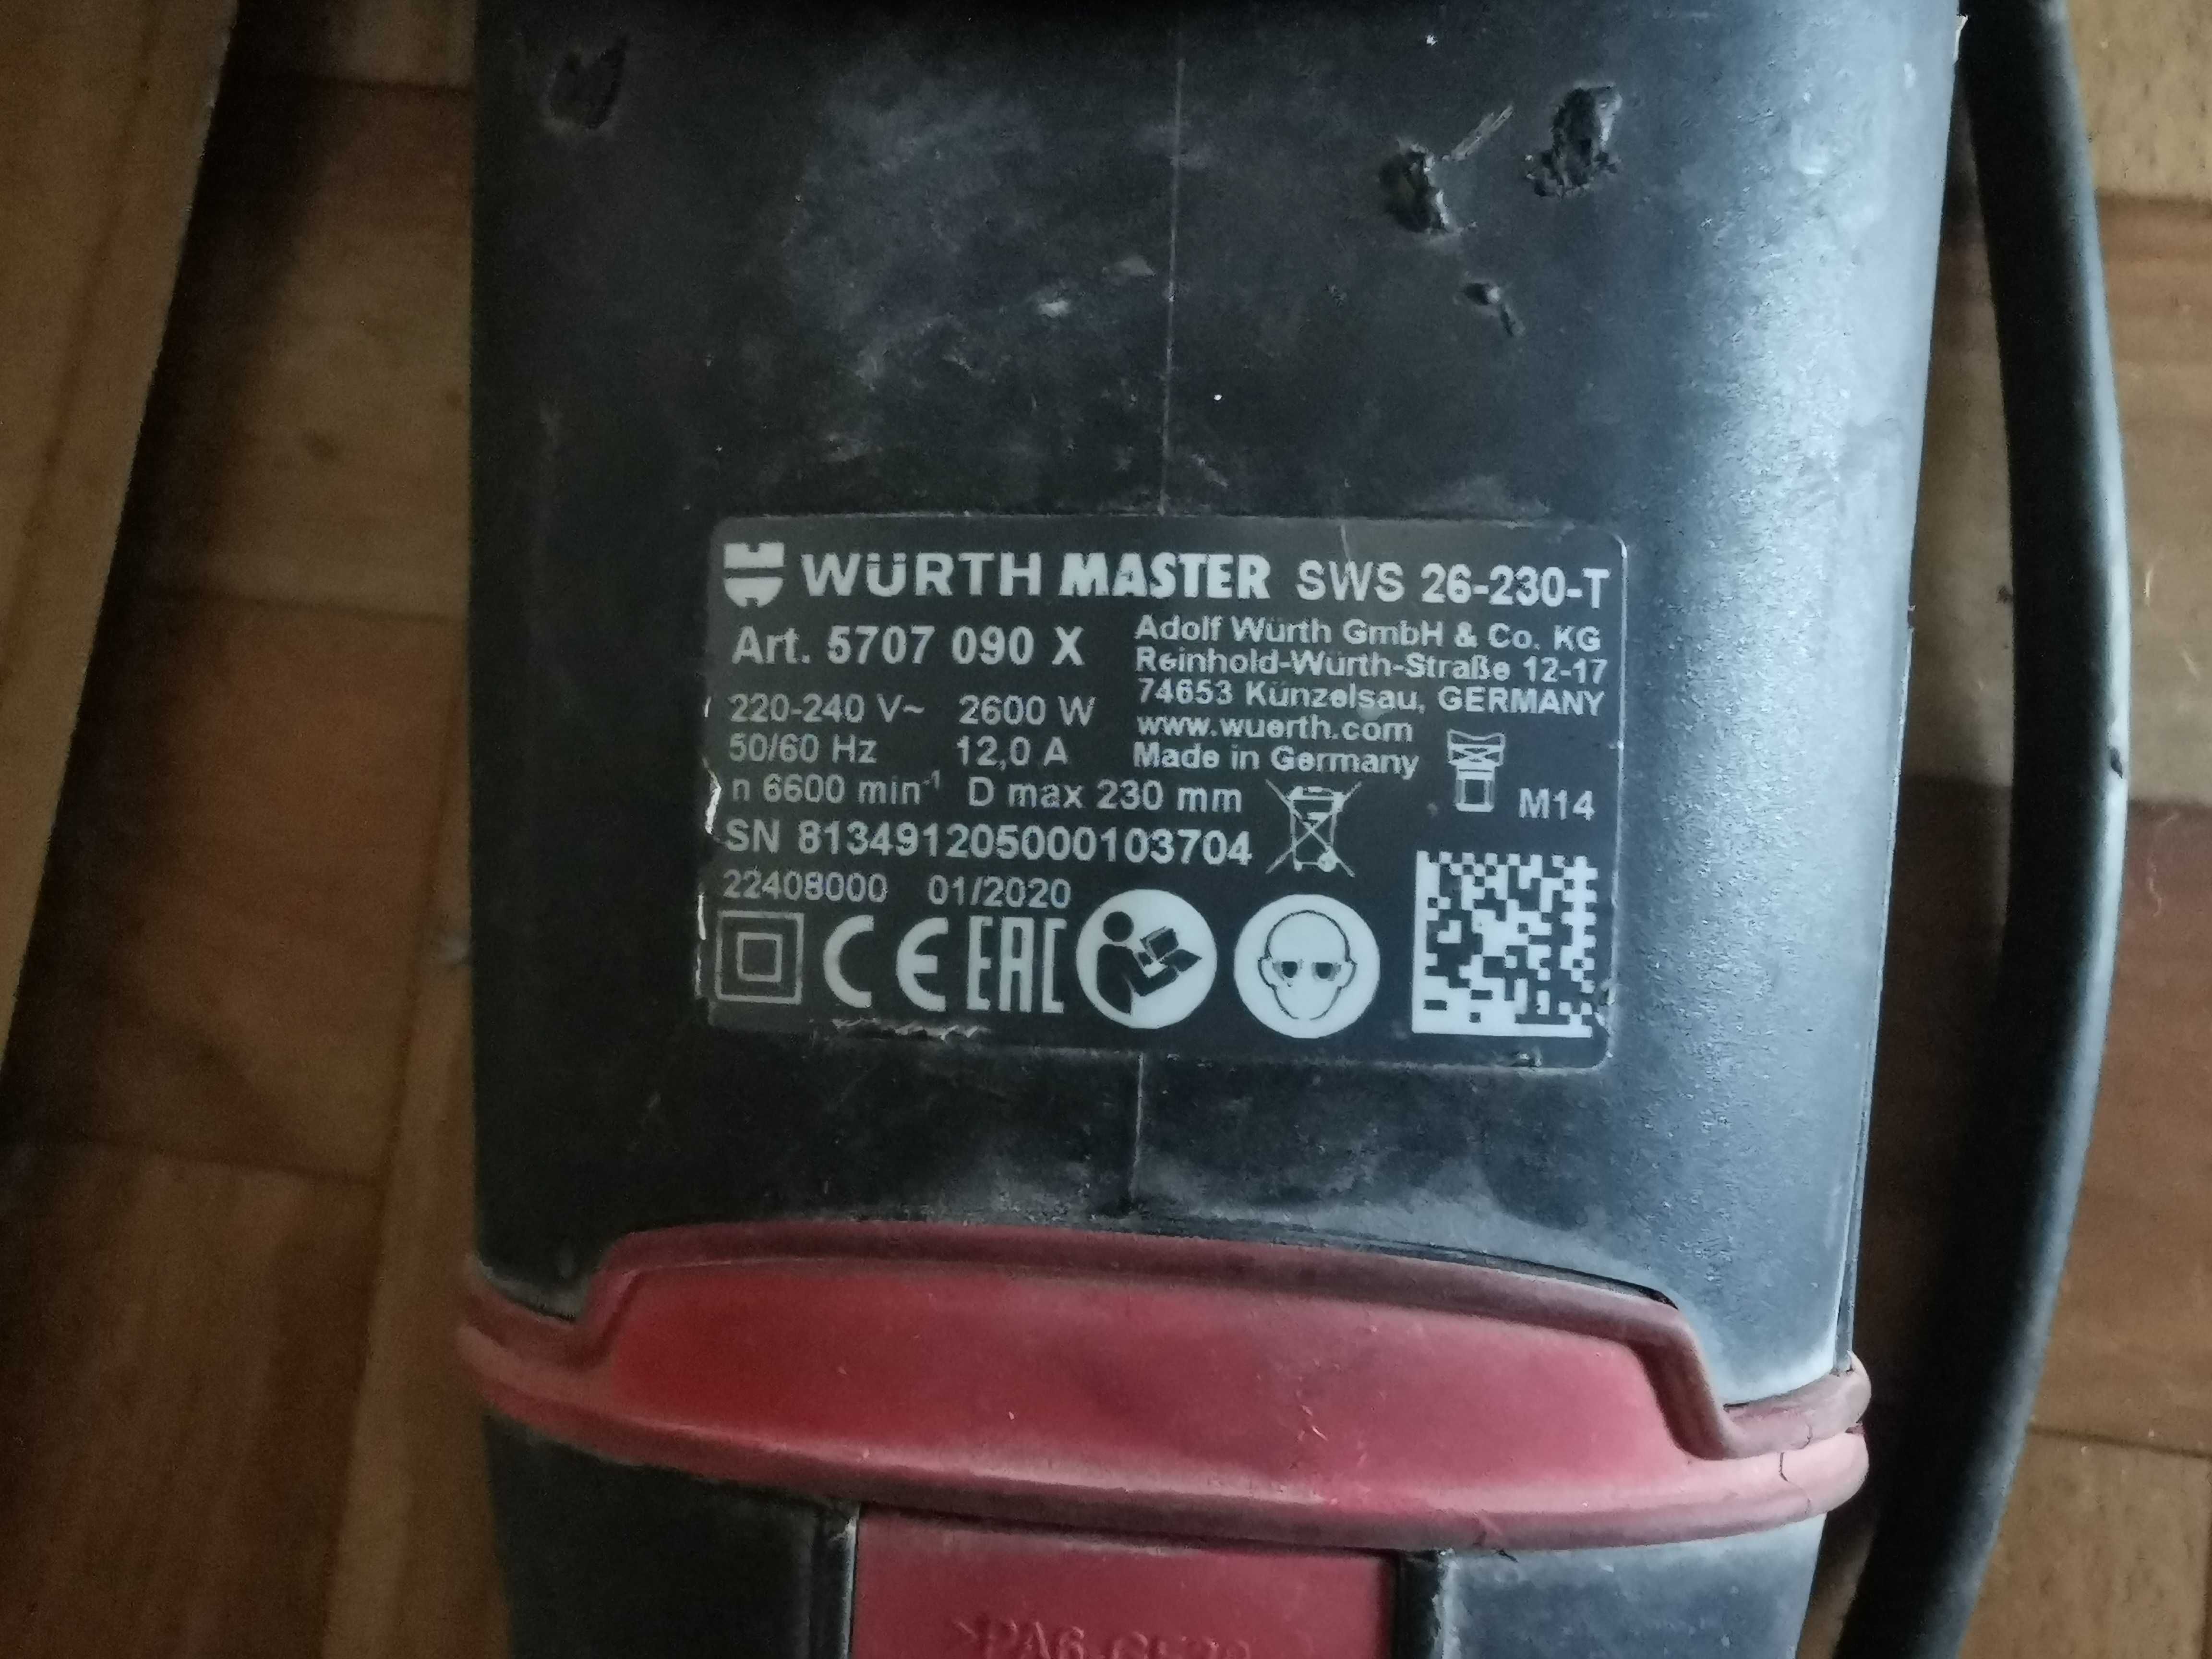 WÜRTH MASTER SWS 26-230-T
Art. 5707 090 X
Adolf Würth GmbH & Co. KG
Reinhold-Würth-Straße 12-17
74653 Künzelsau, GERMANY
www.wuerth.com
Made in Germany
220-240 V~ 2600 W
50/60 Hz 12,0 A
n 6600 min⁻¹ D max 230 mm
M14
SN 813491205000103704
22408000 01/2020
CE EAC